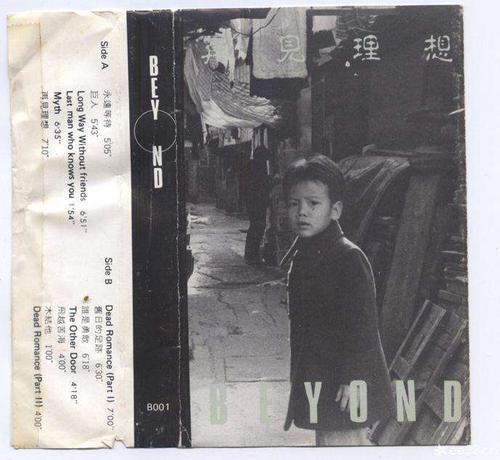 Side A
永遠等待 5'05"
巨人 5'43"
Long Way Without friends 6'51"
Last man who knows you 1'54"
Myth 6'35"
再見理想 7'10"
Side B
Dead Romance (Part I) 7'00"
舊日的足跡 6'30"
誰是勇敢 6'18"
The Other Door 4'18"
飛越苦海 4'00"
木結他 1'00"
Dead Romance (Part II) 4'00"
BEYOND
B001
再見理想
BEYOND